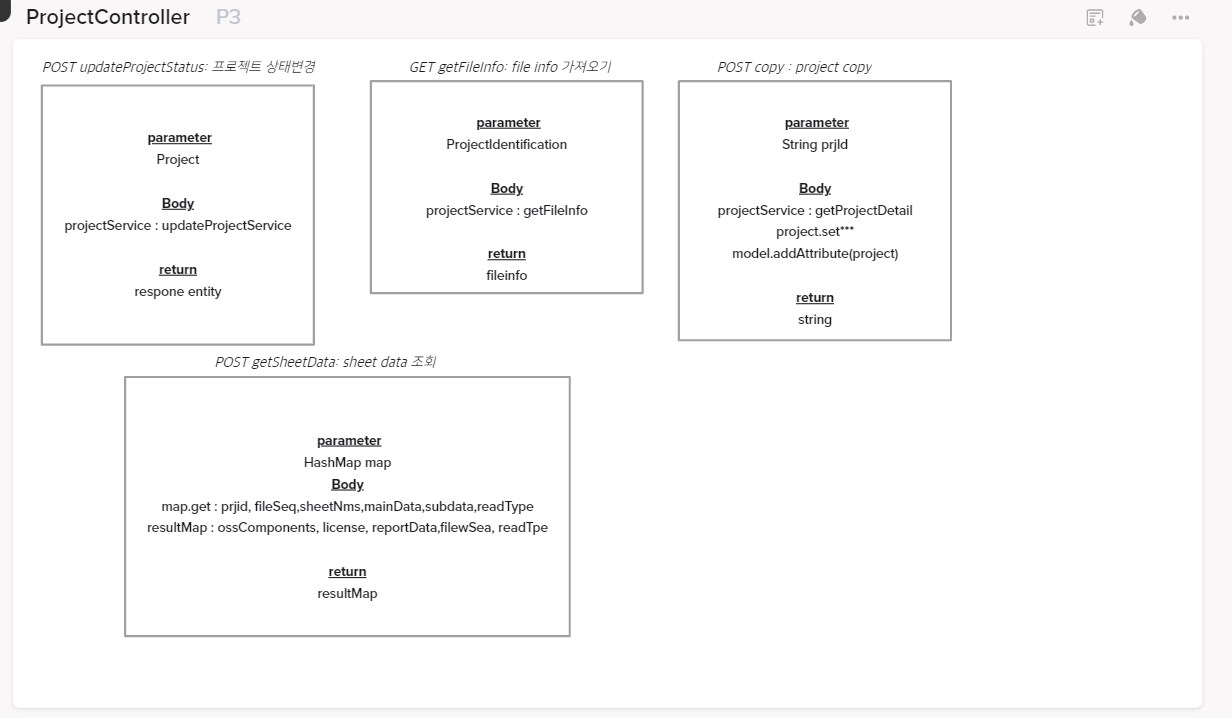 ProjectController P3
POST updateProjectStatus: 프로젝트 상태변경
parameter
Project
Body
projectService : updateProjectService
return
respone entity
GET getFileInfo: file info 가져오기
parameter
ProjectIdentification
Body
projectService : getFileInfo
return
fileinfo
POST copy : project copy
parameter
String prjId
Body
projectService : getProjectDetail
project.set***
model.addAttribute(project)
return
string
POST getSheetData: sheet data 조회
parameter
HashMap map
Body
map.get : prjid, fileSeq,sheetNms,mainData,subdata,readType
resultMap : ossComponents, license, reportData,filewSea, readTpe
return
resultMap